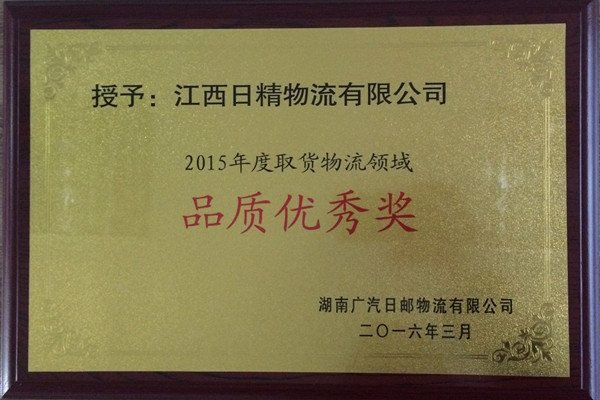 授予：江西日精物流有限公司
2015年度取货物流领域
品质优秀奖
湖南广汽日邮物流有限公司
二〇一六年三月